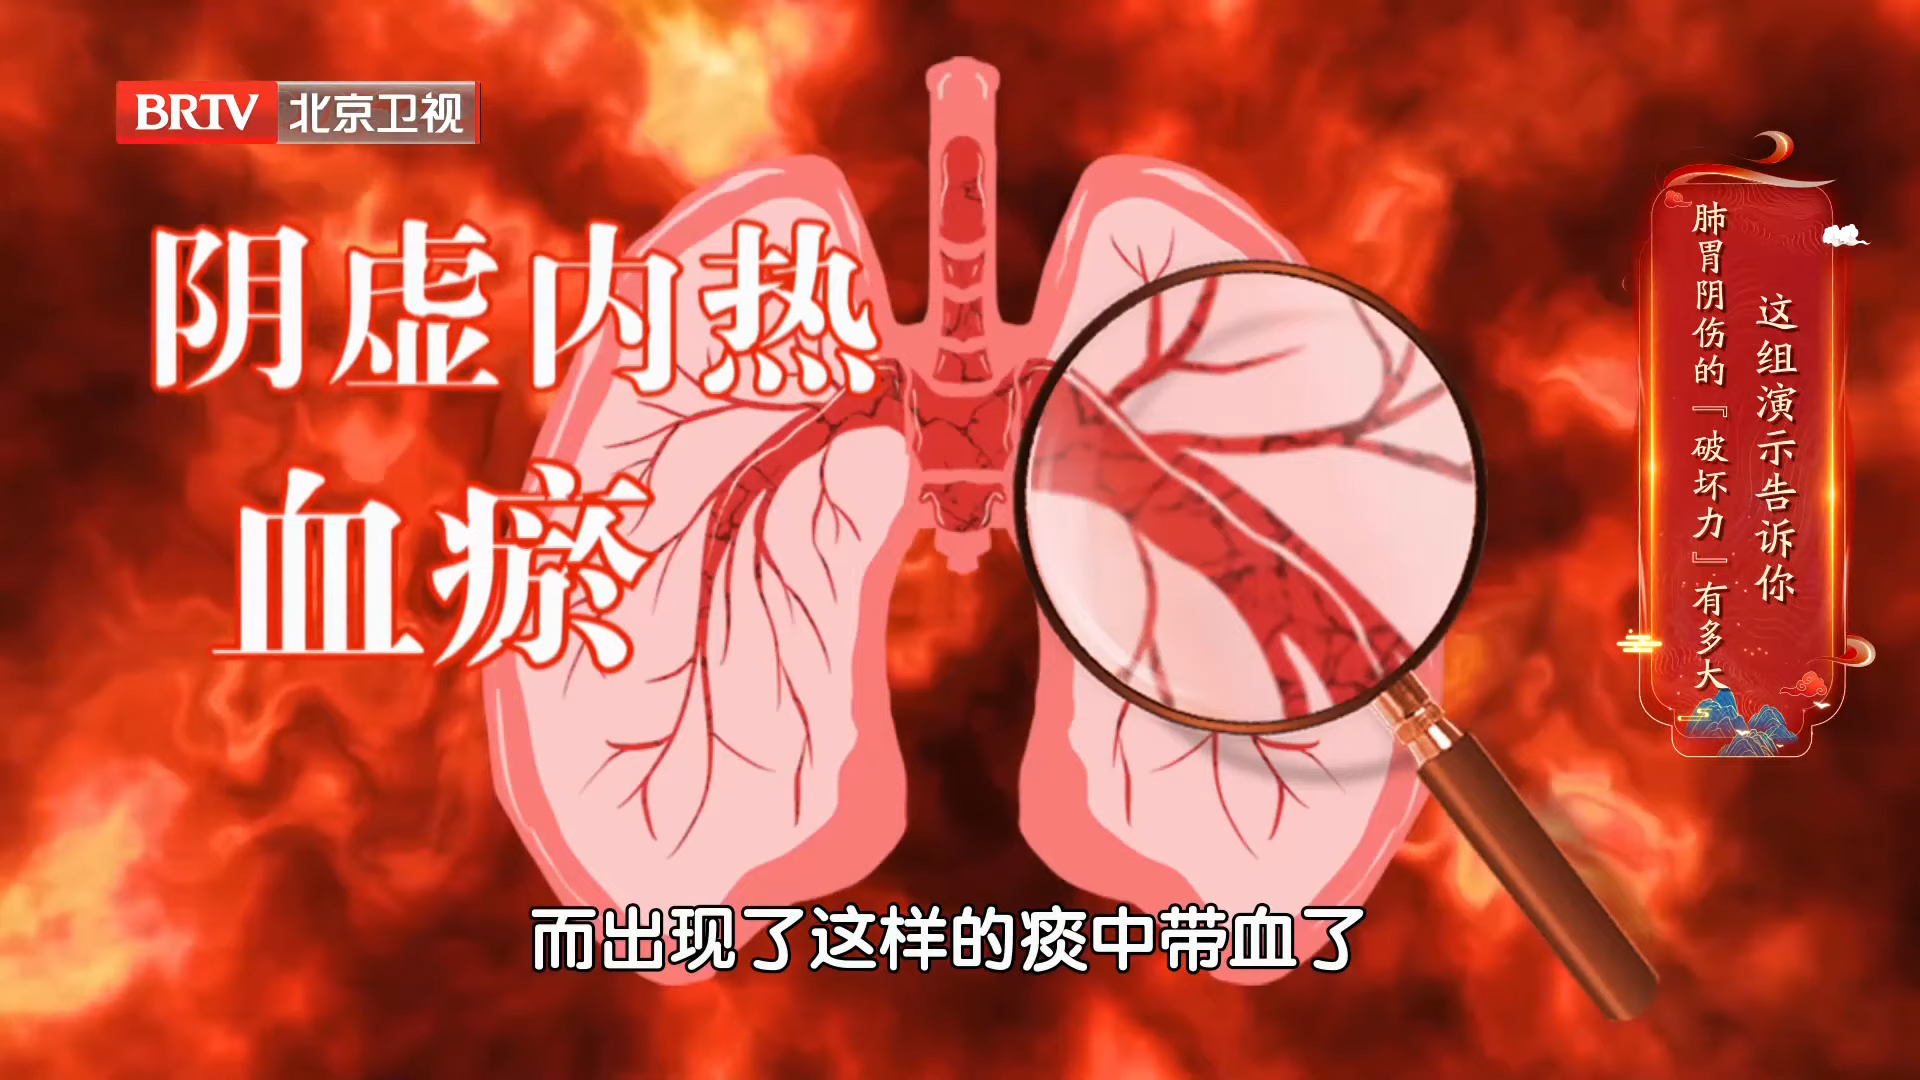 BRTV 北京卫视
阴虚内热
血瘀
这组演示告诉你
肺胃阴伤的『破坏力』有多大
而出现了这样的痰中带血了